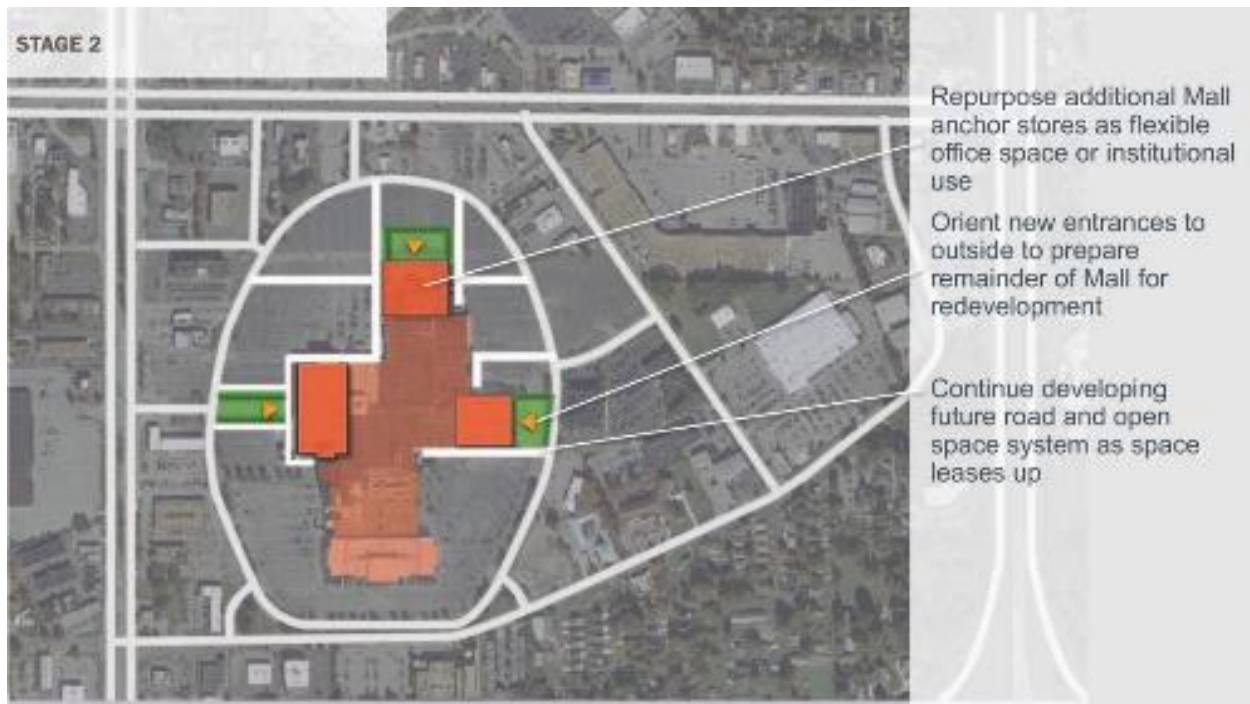 STAGE 2
Repurpose additional Mall
anchor stores as flexible
office space or institutional
use
Orient new entrances to
outside to prepare
remainder of Mall for
redevelopment
Continue developing
future road and open
space system as space
leases up